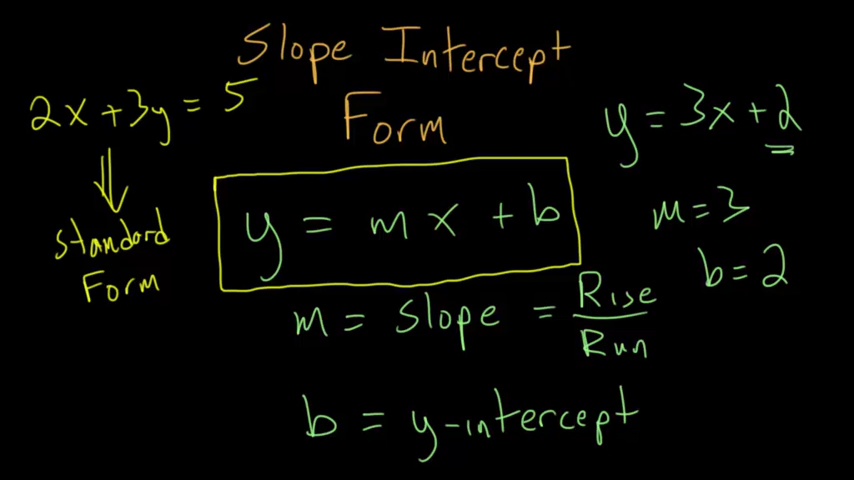 Slope Intercept
Form
2x + 3y = 5
Standard
Form
y = mx + b
m = slope = Rise
Run
b = y-intercept
y = 3x + 2
m = 3
b = 2